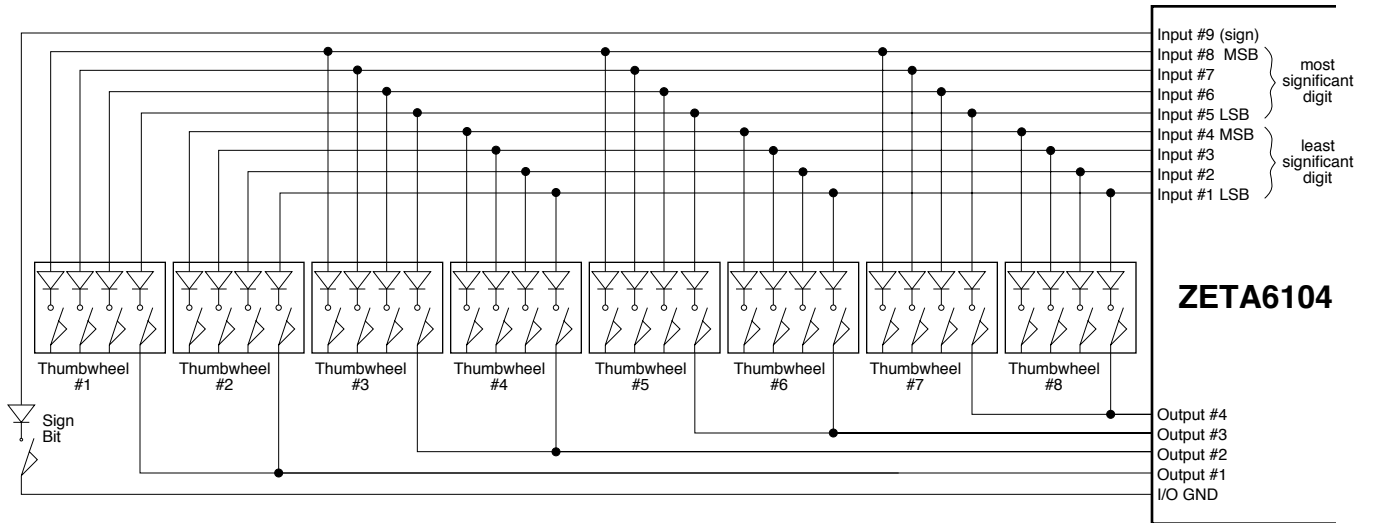 Input #9 (sign)
Input #8 MSB
Input #7
Input #6
Input #5 LSB
most
significant
digit
Input #4 MSB
Input #3
Input #2
Input #1 LSB
least
significant
digit
ZETA6104
Thumbwheel
#1
Thumbwheel
#2
Thumbwheel
#3
Thumbwheel
#4
Thumbwheel
#5
Thumbwheel
#6
Thumbwheel
#7
Thumbwheel
#8
Sign
Bit
Output #4
Output #3
Output #2
Output #1
I/O GND